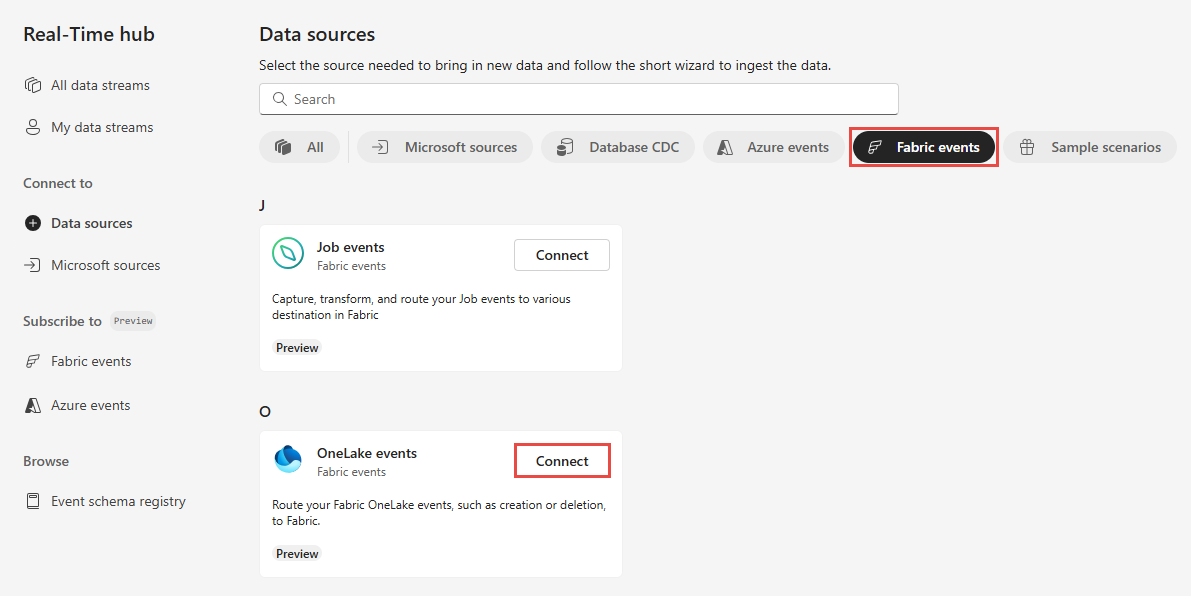 Real-Time hub
All data streams
My data streams
Connect to
Data sources
Microsoft sources
Subscribe to Preview
Fabric events
Azure events
Browse
Event schema registry
Data sources
Select the source needed to bring in new data and follow the short wizard to ingest the data.
Search
All Microsoft sources Database CDC Azure events Fabric events Sample scenarios
J
Job events
Fabric events
Connect
Capture, transform, and route your Job events to various
destination in Fabric
Preview
O
OneLake events
Fabric events
Connect
Route your Fabric OneLake events, such as creation or deletion,
to Fabric.
Preview